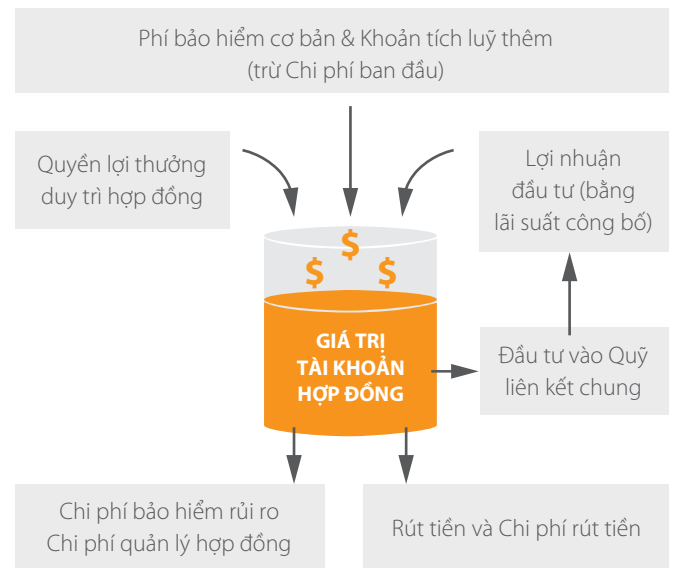 Phí bảo hiểm cơ bản & Khoản tích luỹ thêm
(trừ Chi phí ban đầu)
Quyền lợi thưởng
duy trì hợp đồng
Lợi nhuận
đầu tư (bằng
lãi suất công bố)
$
$ $
GIÁ TRỊ
TÀI KHOẢN
HỢP ĐỒNG
Đầu tư vào Quỹ
liên kết chung
Chi phí bảo hiểm rủi ro
Chi phí quản lý hợp đồng
Rút tiền và Chi phí rút tiền